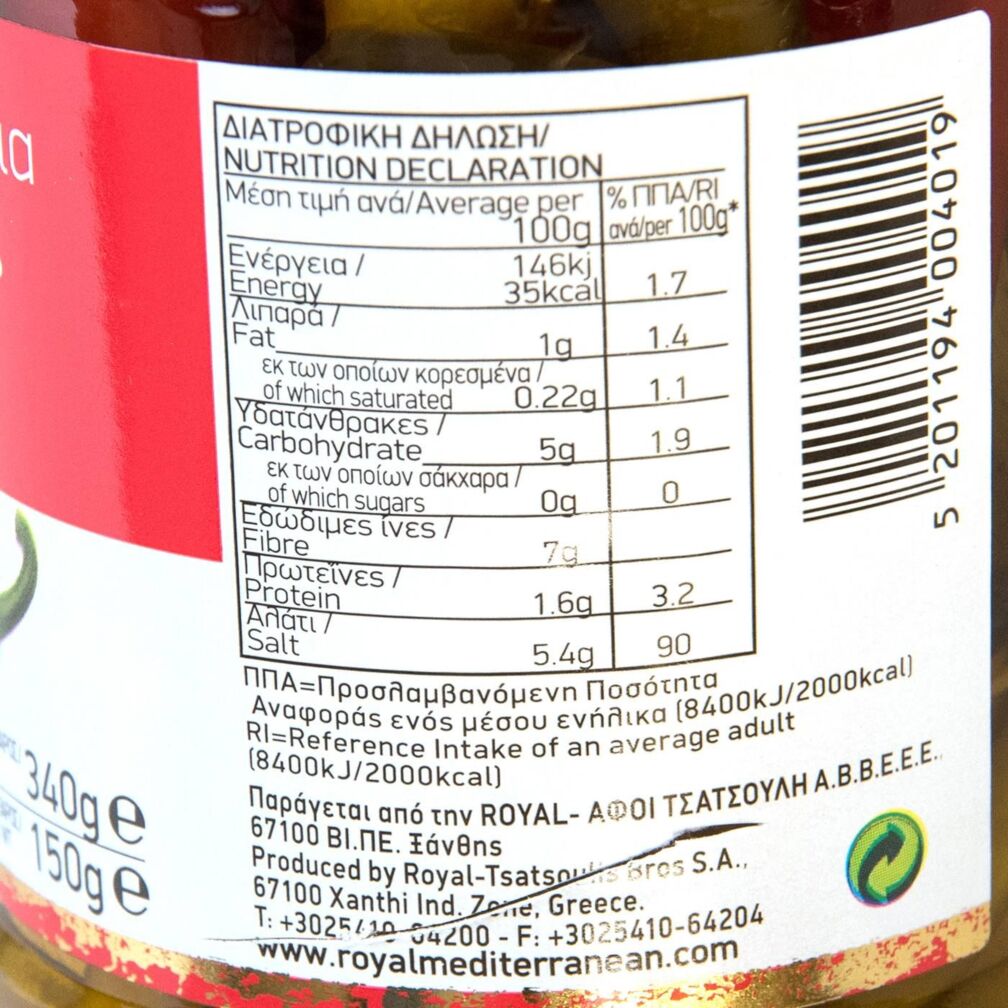 ια
ΔΙΑΤΡΟΦΙΚΗ ΔΗΛΩΣΗ/
NUTRITION DECLARATION
Μέση τιμή ανά/Average per 100g
% ΠΠΑ/RI
ανά/per 100g*
Ενέργεια /
Energy 146kj
35kcal 1.7
Λιπαρά /
Fat 1g 1.4
εκ των οποίων κορεσμένα /
of which saturated 0.22g 1.1
Υδατάνθρακες /
Carbohydrate 5g 1.9
εκ των οποίων σάκχαρα /
of which sugars 0g 0
Εδώδιμες ίνες /
Fibre 7g
Πρωτεΐνες /
Protein 1.6g 3.2
Αλάτι /
Salt 5.4g 90
ΠΠΑ=Προσλαμβανόμενη Ποσότητα
Αναφοράς ενός μέσου ενήλικα (8400kJ/2000kcal)
RI=Reference Intake of an average adult
(8400kJ/2000kcal)
Παράγεται από την ROYAL- ΑΦΟΙ ΤΣΑΤΣΟΥΛΗ Α.Β.Β.Ε.Ε.Ε.,
67100 ΒΙ.ΠΕ. Ξάνθης
Produced by Royal-Tsatsoulis Bros S.A.,
67100 Xanthi Ind. Zone, Greece.
T: +3025410-64200 - F: +3025410-64204
www.royalmediterranean.com
340g e
150g e
5 201194 004019